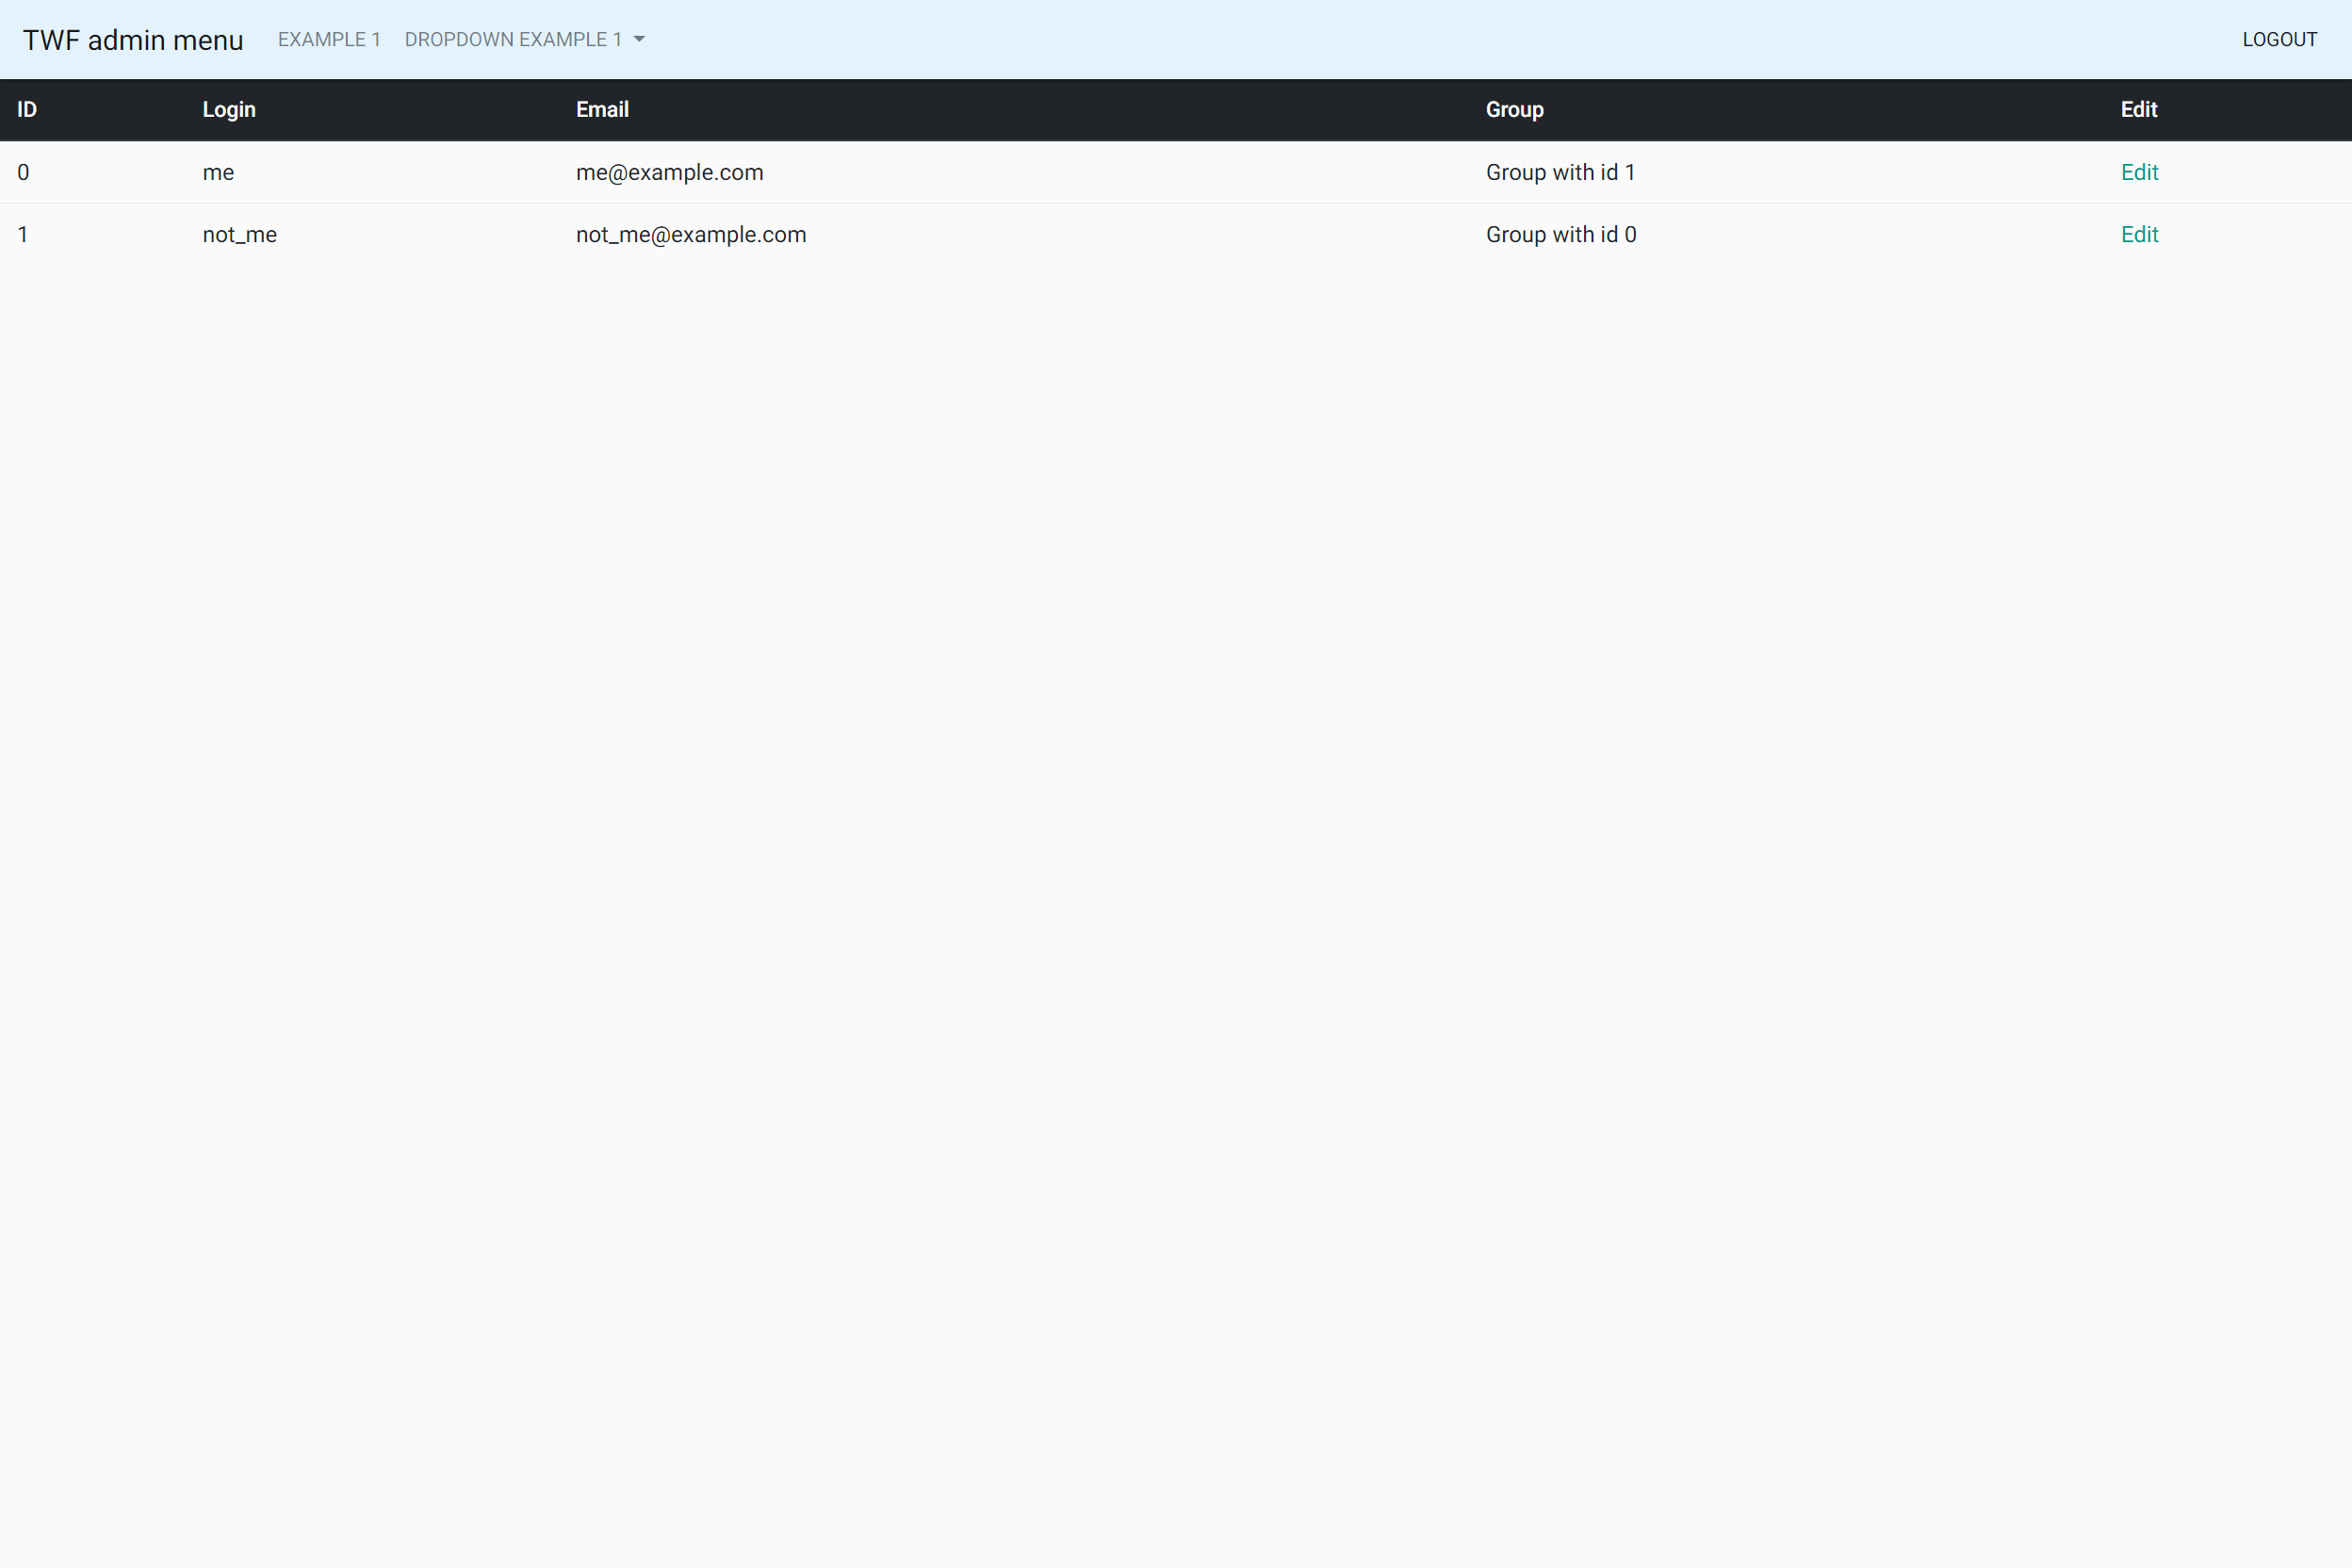 TWF admin menu EXAMPLE 1 DROPDOWN EXAMPLE 1 LOGOUT
ID Login Email Group Edit
0 me me@example.com Group with id 1 Edit
1 not_me not_me@example.com Group with id 0 Edit